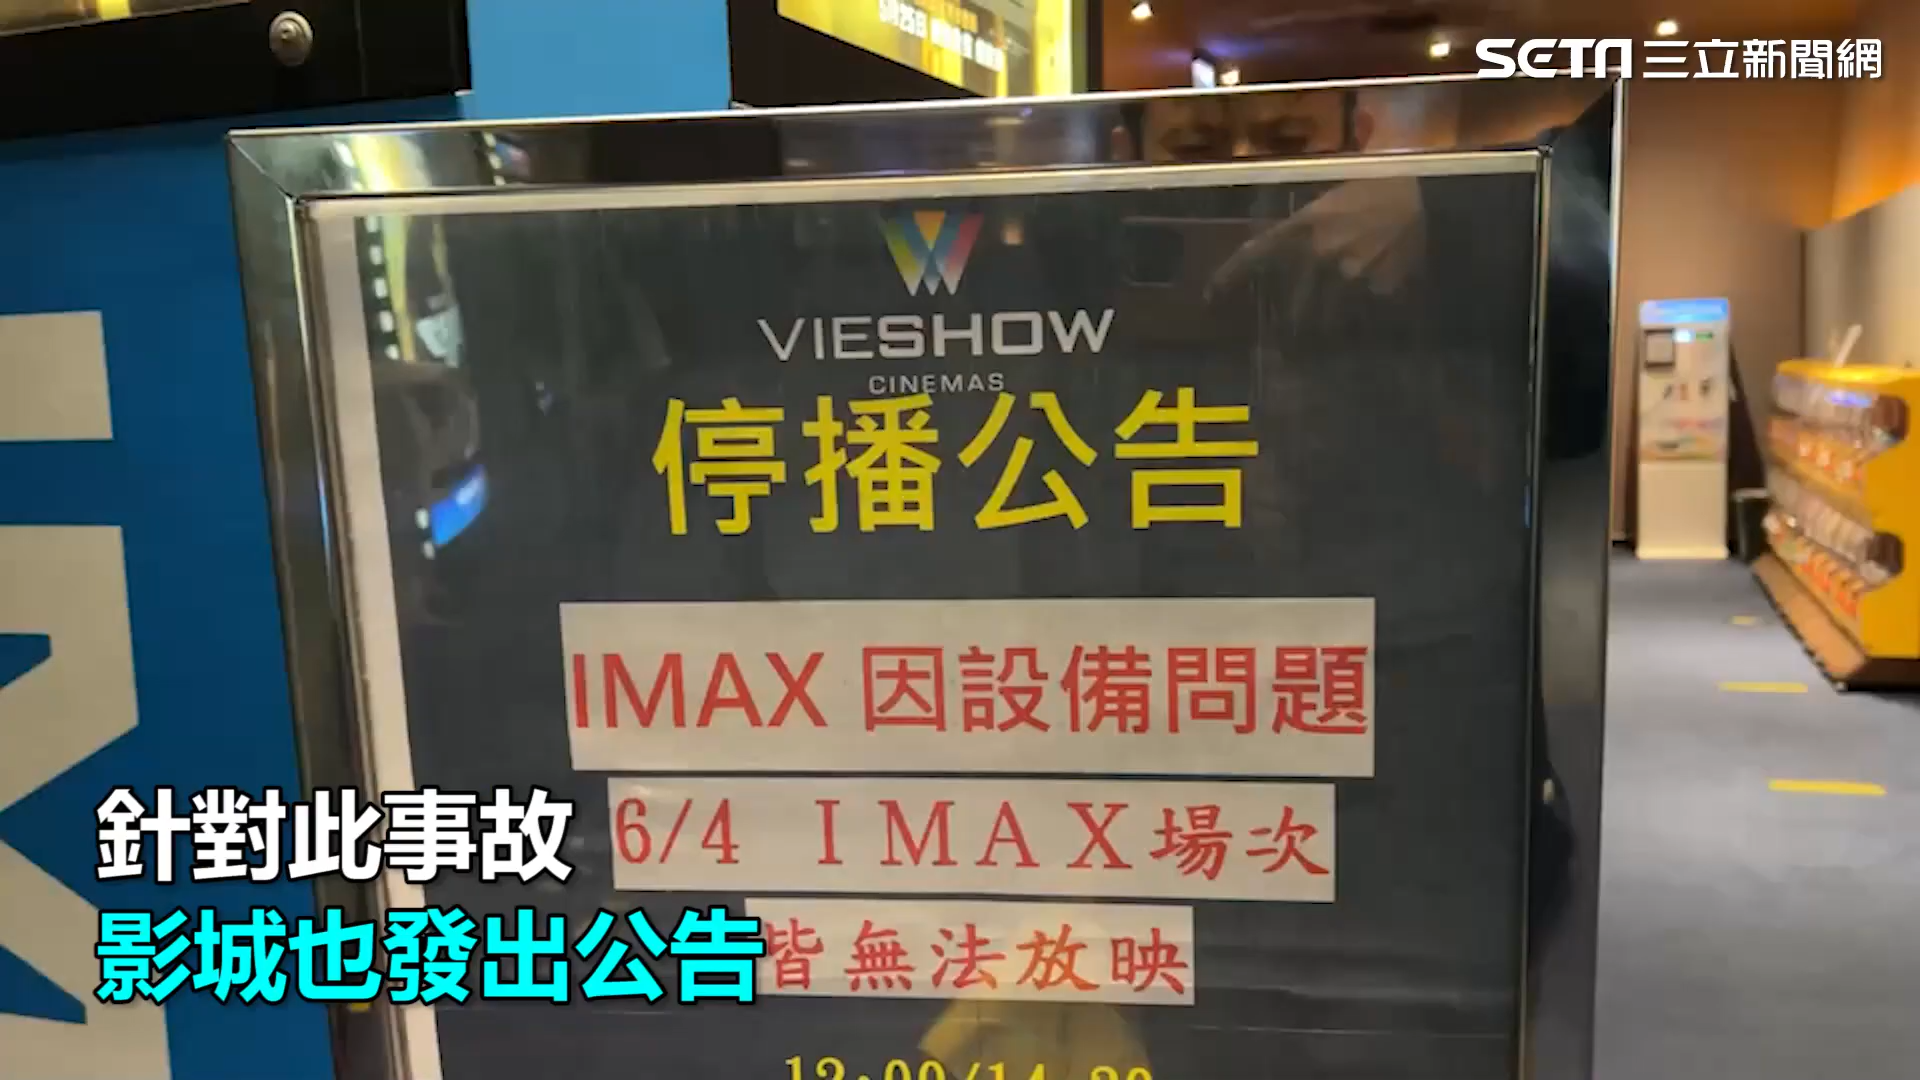 SETN三立新聞網
VIESHOW
CINEMAS
停播公告
IMAX 因設備問題
6/4 IMAX場次
皆無法放映
針對此事故
影城也發出公告